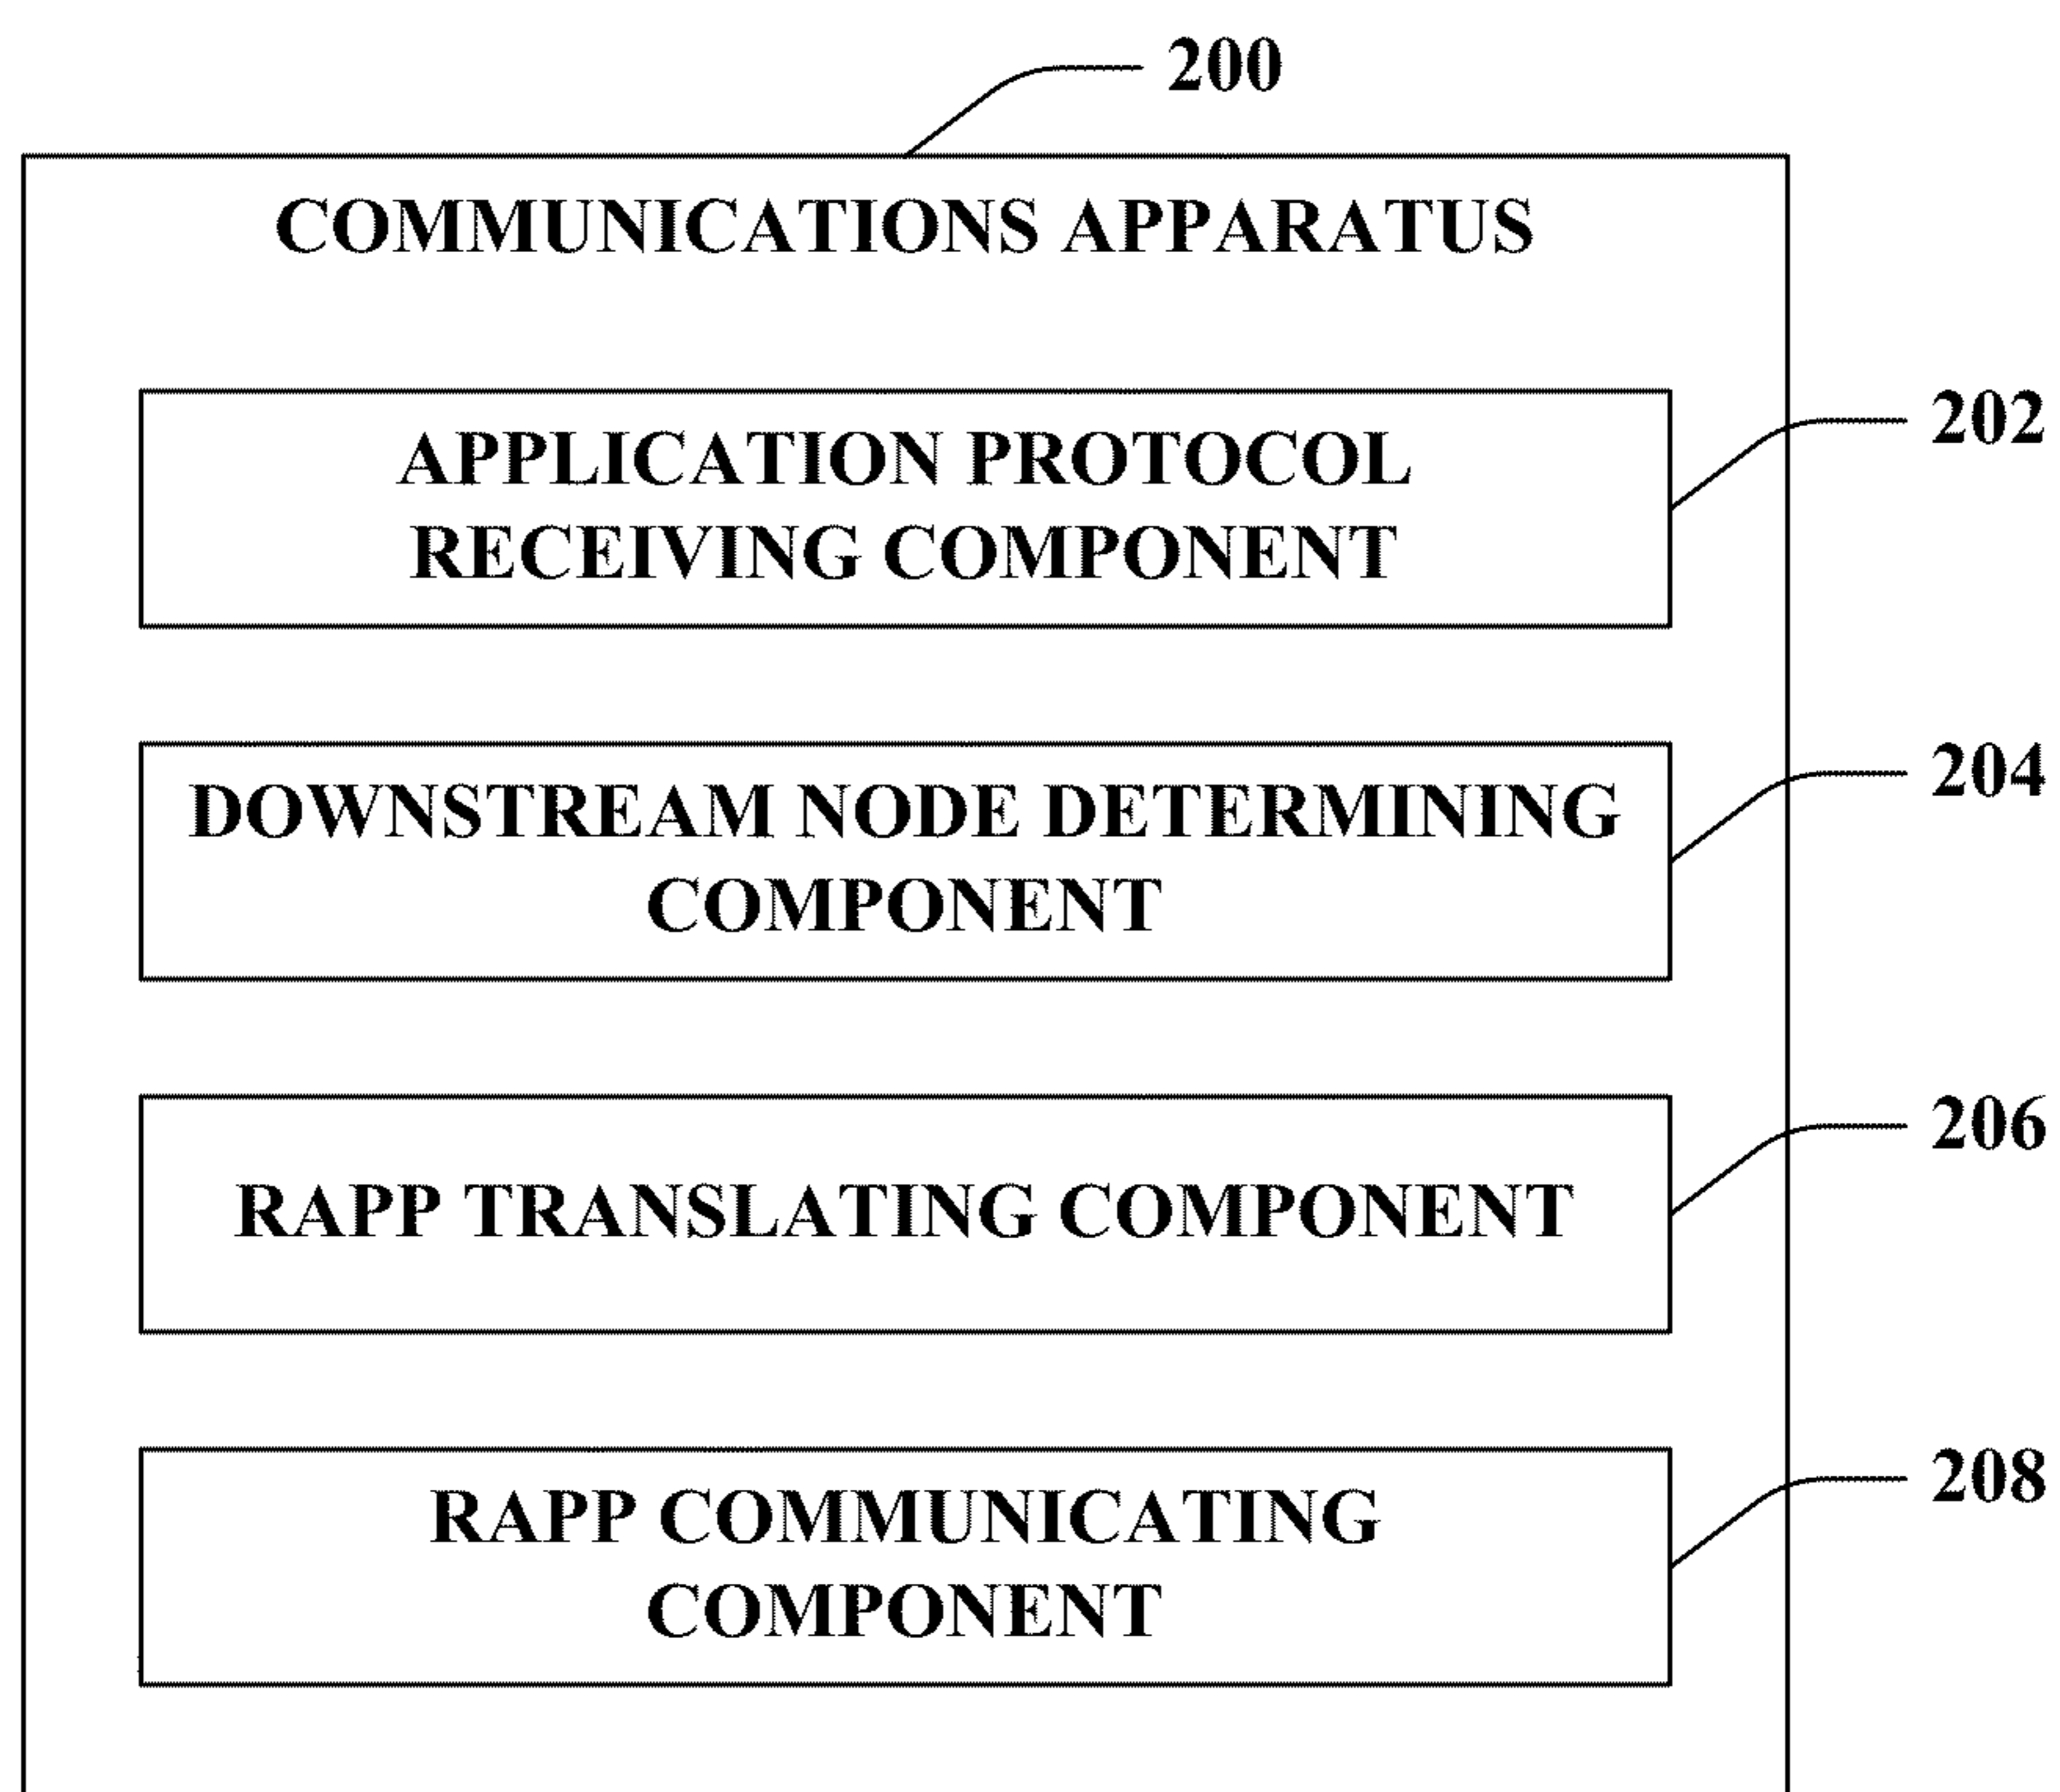 200
COMMUNICATIONS APPARATUS
APPLICATION PROTOCOL
RECEIVING COMPONENT
202
DOWNSTREAM NODE DETERMINING
COMPONENT
204
RAPP TRANSLATING COMPONENT
206
RAPP COMMUNICATING
COMPONENT
208